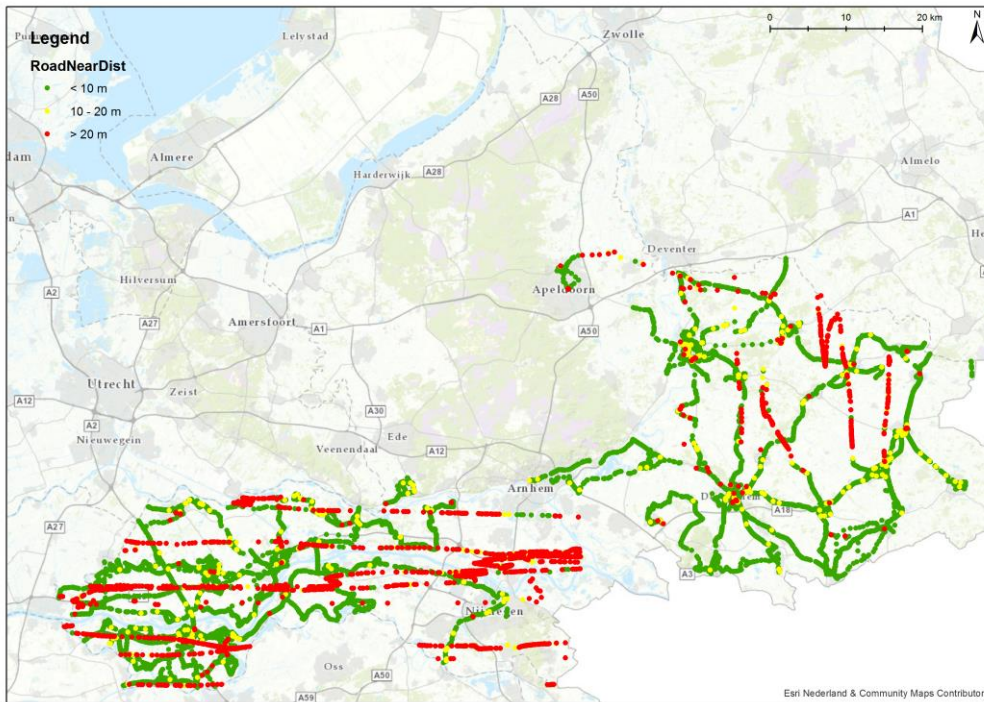 Legend
RoadNearDist
< 10 m
10 - 20 m
> 20 m
0 10 20 km
N
Zwolle
Lelystad
A28
A50
Almere
Harderwijk
A28
Almelo
A1
Deventer
Hilversum
A2
A27
Amersfoort
A1
Apeldoorn
A50
Utrecht
Zeist
A12
A2
Nieuwegein
A30
Ede
A12
Veenendaal
Arnhem
A18
A27
A3
Nijmegen
Oss
A50
A59
Esri Nederland & Community Maps Contributor